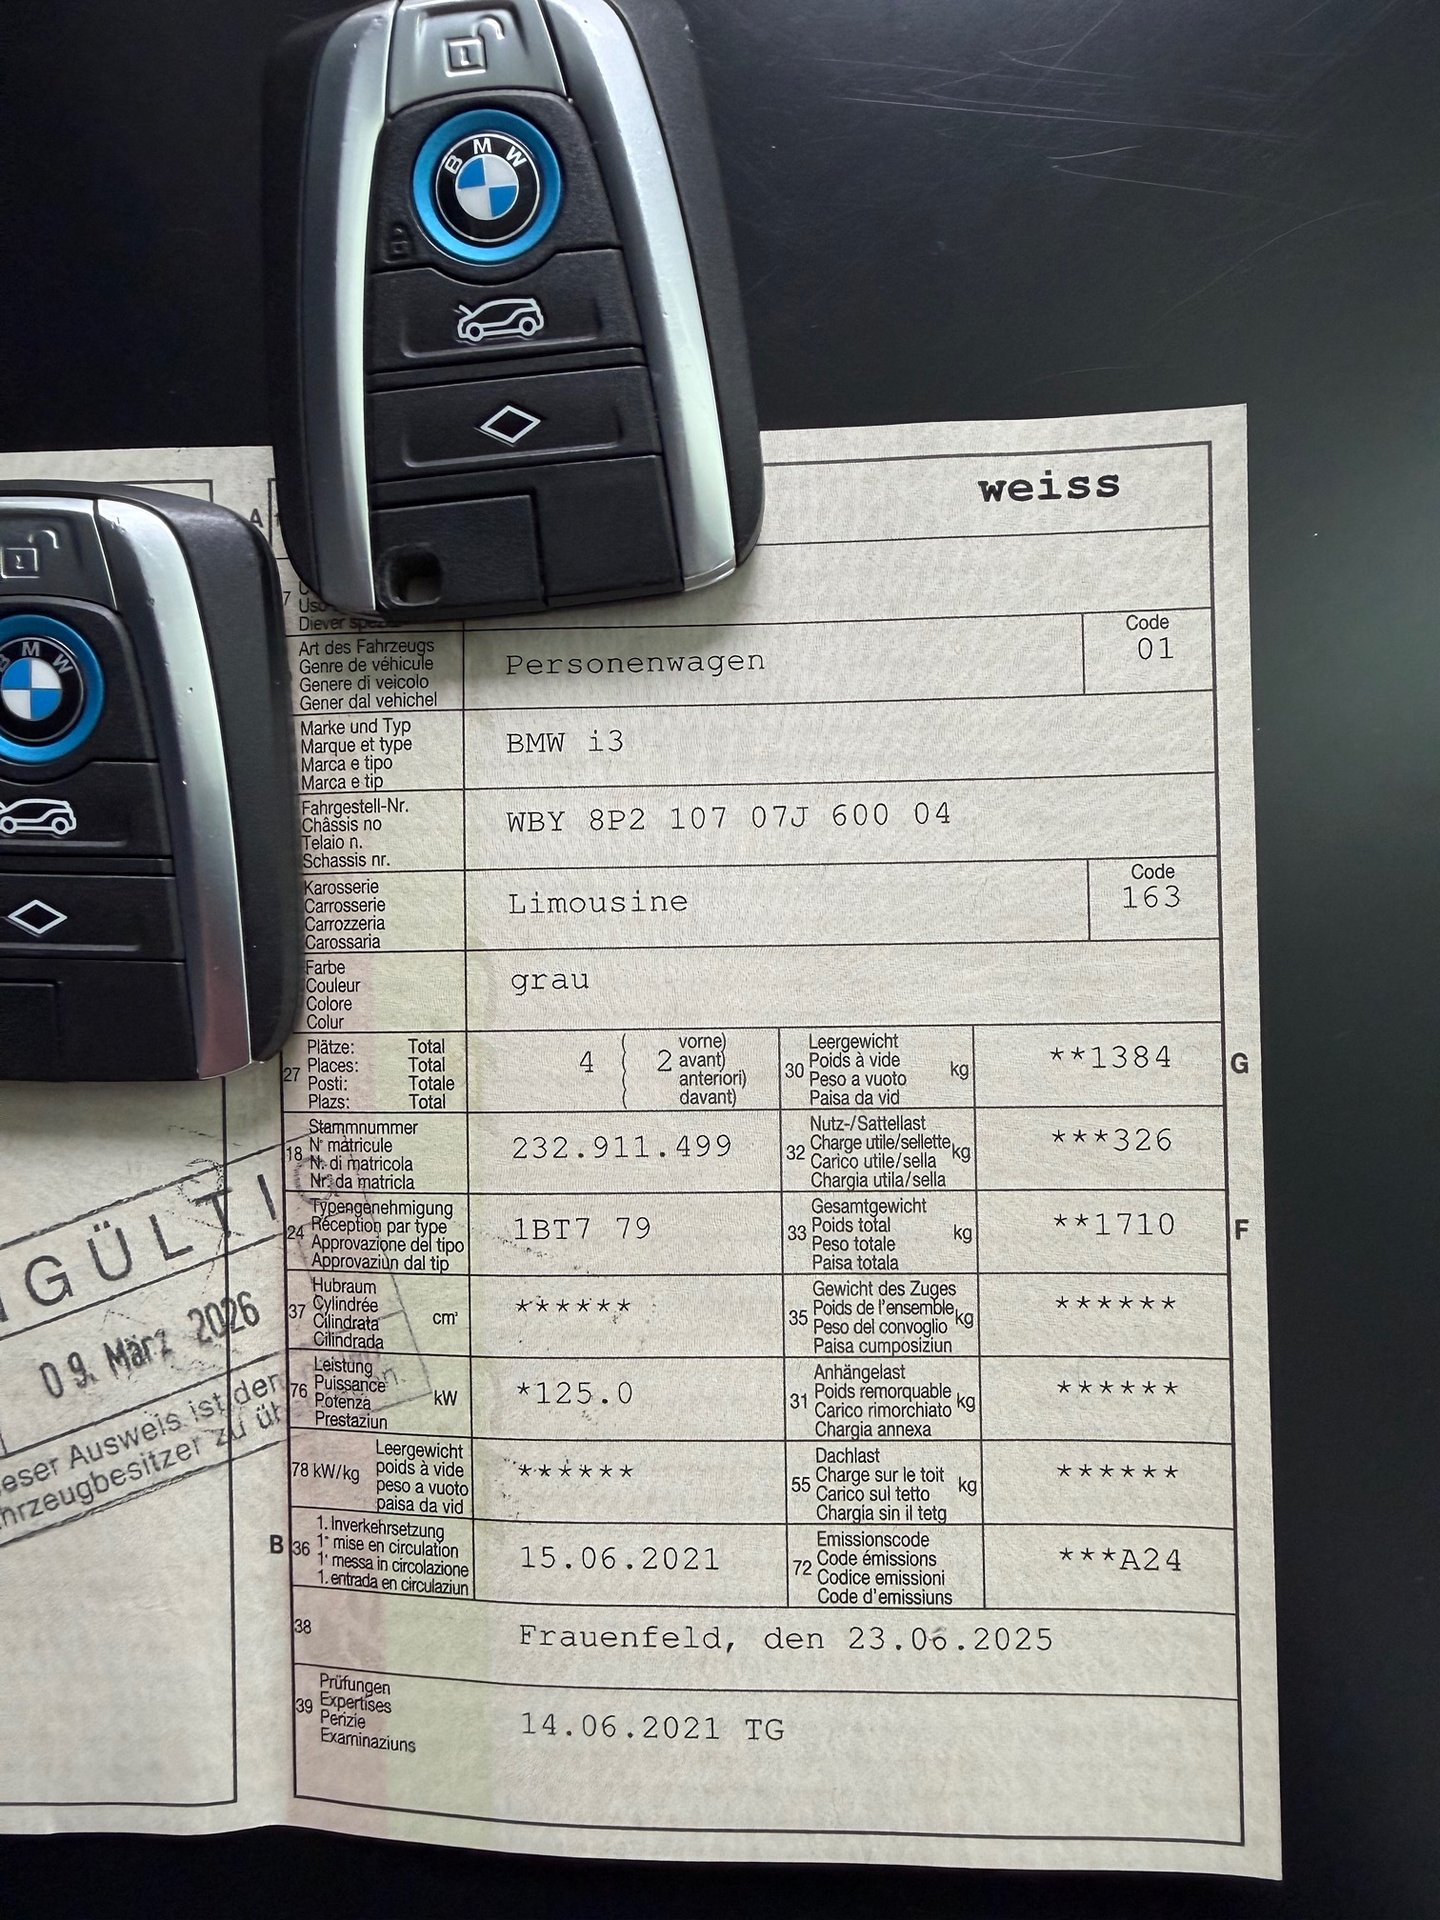 BMW
weiss
A
7
Diever
BMW
Art des Fahrzeugs
Genre de véhicule
Genere di veicolo
Gener dal vehichel
Personenwagen
Code
01
Marke und Typ
Marque et type
Marca e tipo
Marca e tip
BMW i3
Fahrgestell-Nr.
Châssis no
Telaio n.
Schassis nr.
WBY 8P2 107 07J 600 04
Karosserie
Carrosserie
Carrozzeria
Carossaria
Limousine
Code
163
Farbe
Couleur
Colore
Colur
grau
27
Plätze: Total
Places: Total
Posti: Totale
Plazs: Total
4 ( 2 vorne)
avant)
anteriori)
( davant)
30
Leergewicht
Poids à vide
Peso a vuoto
Paisa da vid
kg
**1384
G
18
Stammnummer
N° matricule
N. di matricola
Nr. da matricla
232.911.499
32
Nutz-/Sattellast
Charge utile/sellette
Carico utile/sella
Chargia utila/sella
kg
***326
24
Typengenehmigung
Réception par type
Approvazione del tipo
Approvaziun dal tip
1BT7 79
33
Gesamtgewicht
Poids total
Peso totale
Paisa totala
kg
**1710
F
37
Hubraum
Cylindrée
Cilindrata
Cilindrada
cm³
******
35
Gewicht des Zuges
Poids de l'ensemble
Peso del convoglio
Paisa cumposiziun
kg
******
76
Leistung
Puissance
Potenza
Prestaziun
kW
*125.0
31
Anhängelast
Poids remorquable
Carico rimorchiato
Chargia annexa
kg
******
78 kW/kg
Leergewicht
poids à vide
peso a vuoto
paisa da vid
******
55
Dachlast
Charge sur le toit
Carico sul tetto
Chargia sin il tetg
kg
******
B 36
1. Inverkehrsetzung
1e mise en circulation
1a messa in circolazione
1. entrada en circulaziun
15.06.2021
72
Emissionscode
Code émissions
Codice emissioni
Code d'emissiuns
***A24
38
Frauenfeld, den 23.06.2025
39
Prüfungen
Expertises
Perizie
Examinaziuns
14.06.2021 TG
NGÜLTIG
09. März 2026
eser Ausweis ist dem
hrzeugbesitzer zu üb